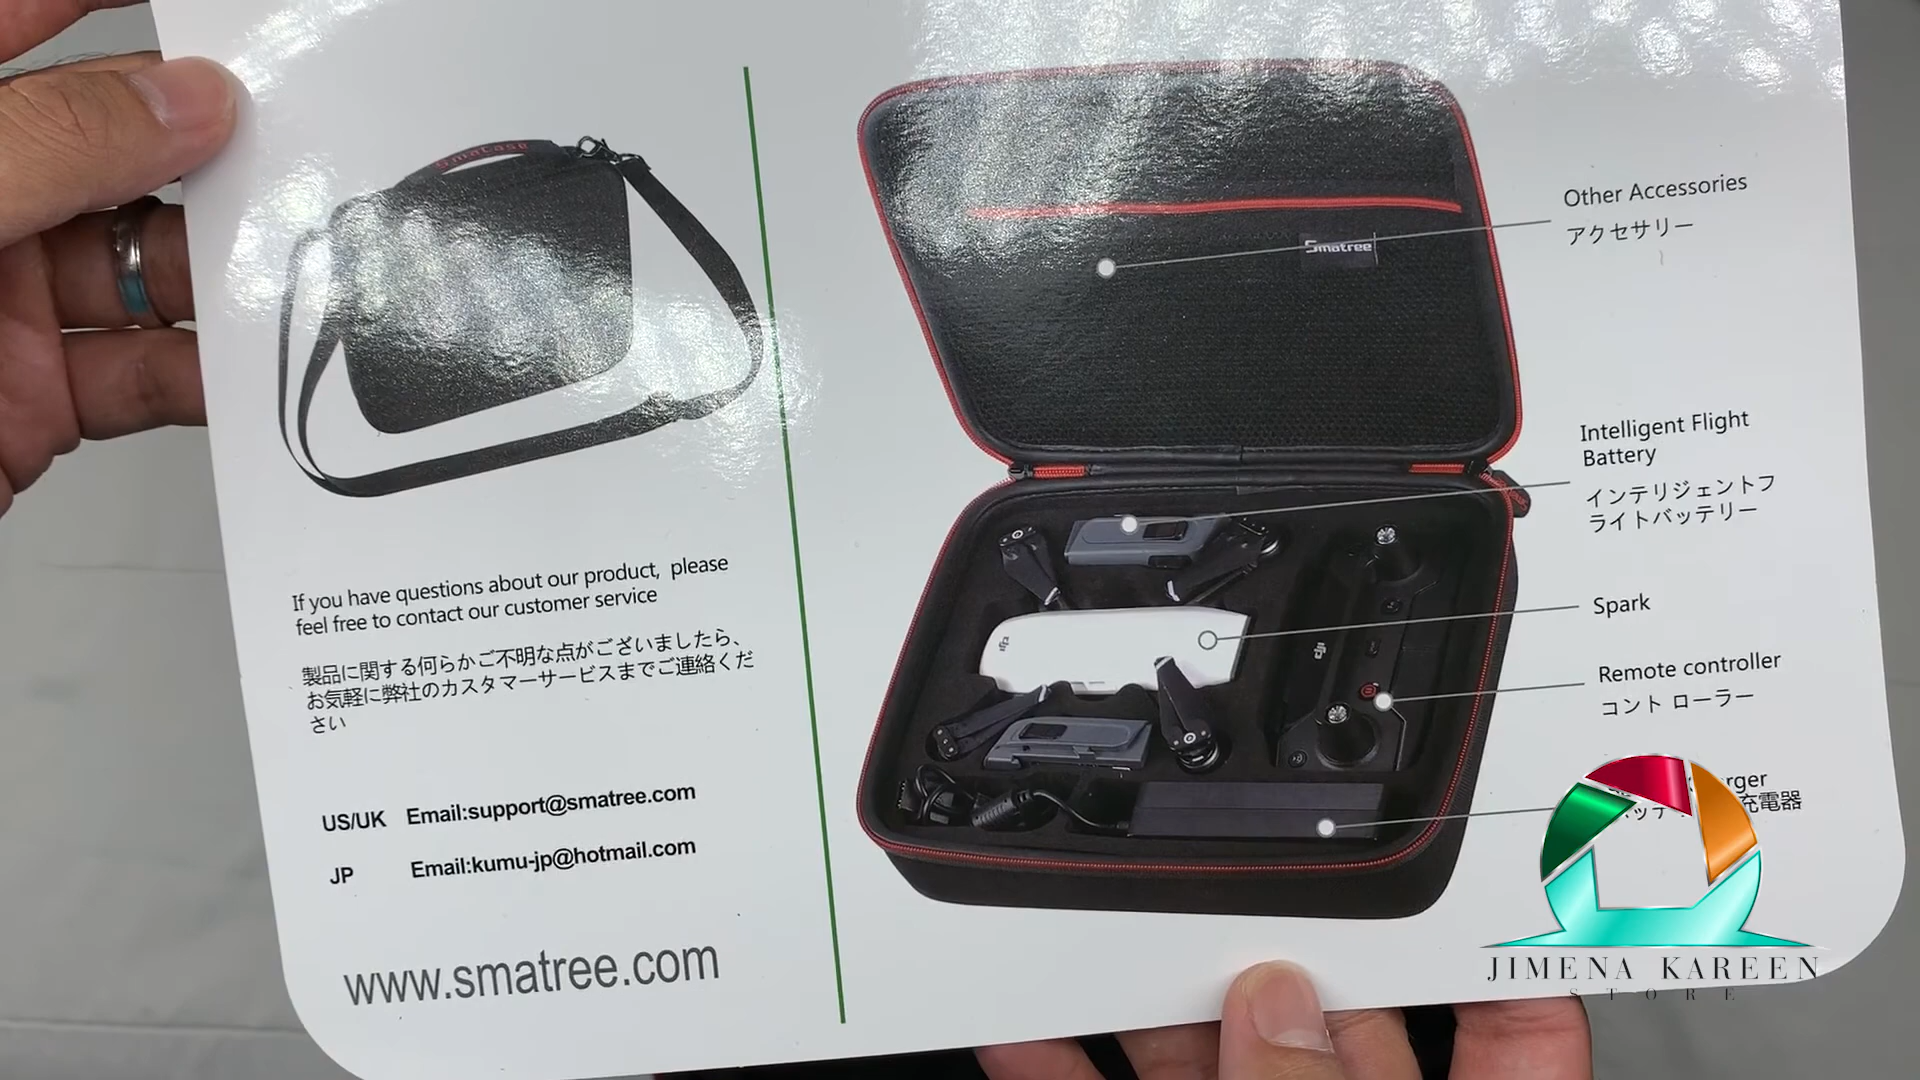 SmaCase
If you have questions about our product, please
feel free to contact our customer service
製品に関する何らかご不明な点がございましたら、
お気軽に弊社のカスタマーサービスまでご連絡くだ
さい
US/UK Email:support@smatree.com
JP Email:kumu-jp@hotmail.com
www.smatree.com
Smatree
Other Accessories
アクセサリー
Intelligent Flight
Battery
インテリジェントフ
ライトバッテリー
Spark
Remote controller
コント ローラー
充電器
dji
dji
JIMENA KAREEN
STORE